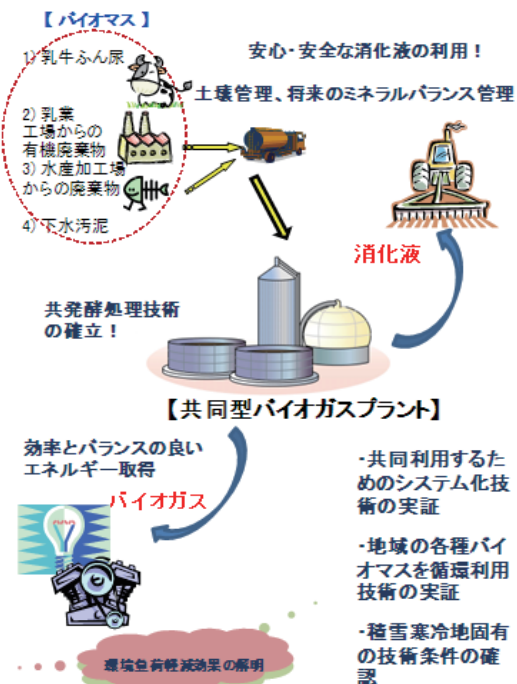 【 バイオマス 】
1) 乳牛ふん尿
2) 乳業
工場からの
有機廃棄物
3) 水産加工場
からの廃棄物
4) 下水汚泥
安心・安全な消化液の利用！
土壌管理、将来のミネラルバランス管理
消化液
共発酵処理技術
の確立！
【共同型バイオガスプラント】
効率とバランスの良い
エネルギー取得
バイオガス
・共同利用するた
めのシステム化技
術の実証
・地域の各種バイ
オマスを循環利用
技術の実証
・積雪寒冷地固有
の技術条件の確
認
環境負荷軽減効果の解明